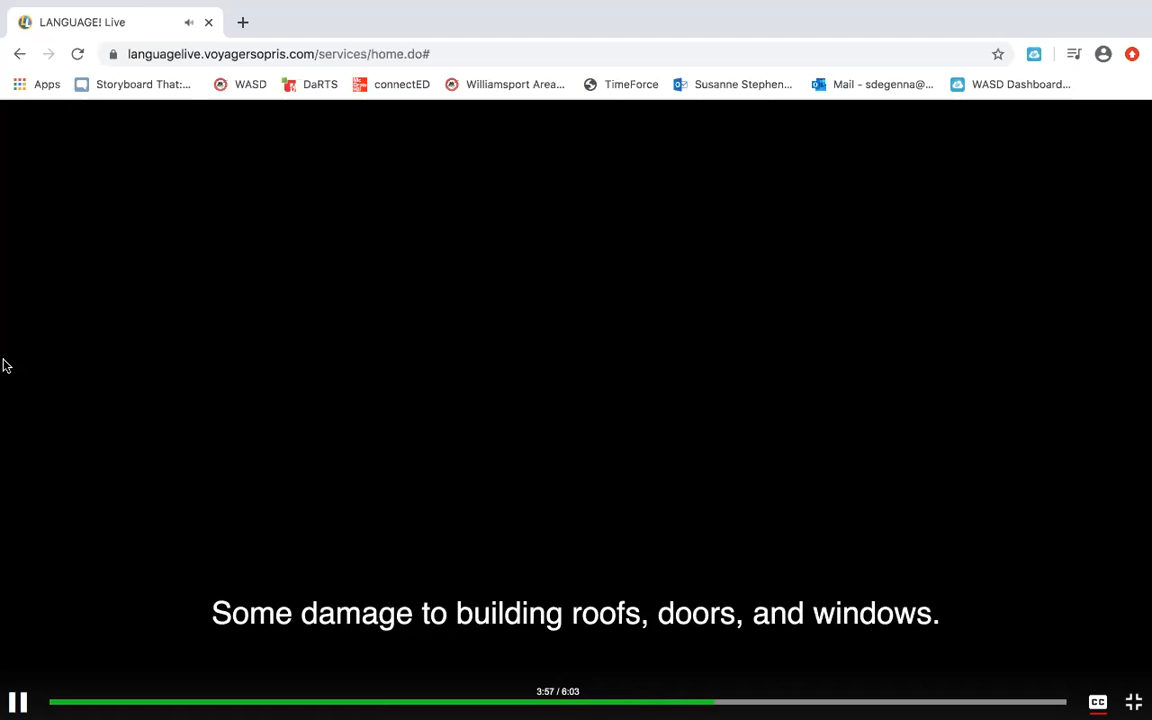 LANGUAGE! Live
languagelive.voyagersopris.com/services/home.do#
Apps Storyboard That:... WASD DaRTS connectED Williamsport Area... TimeForce Susanne Stephen... Mail - sdegenna@... WASD Dashboard...
Some damage to building roofs, doors, and windows.
3:57 / 6:03
CC